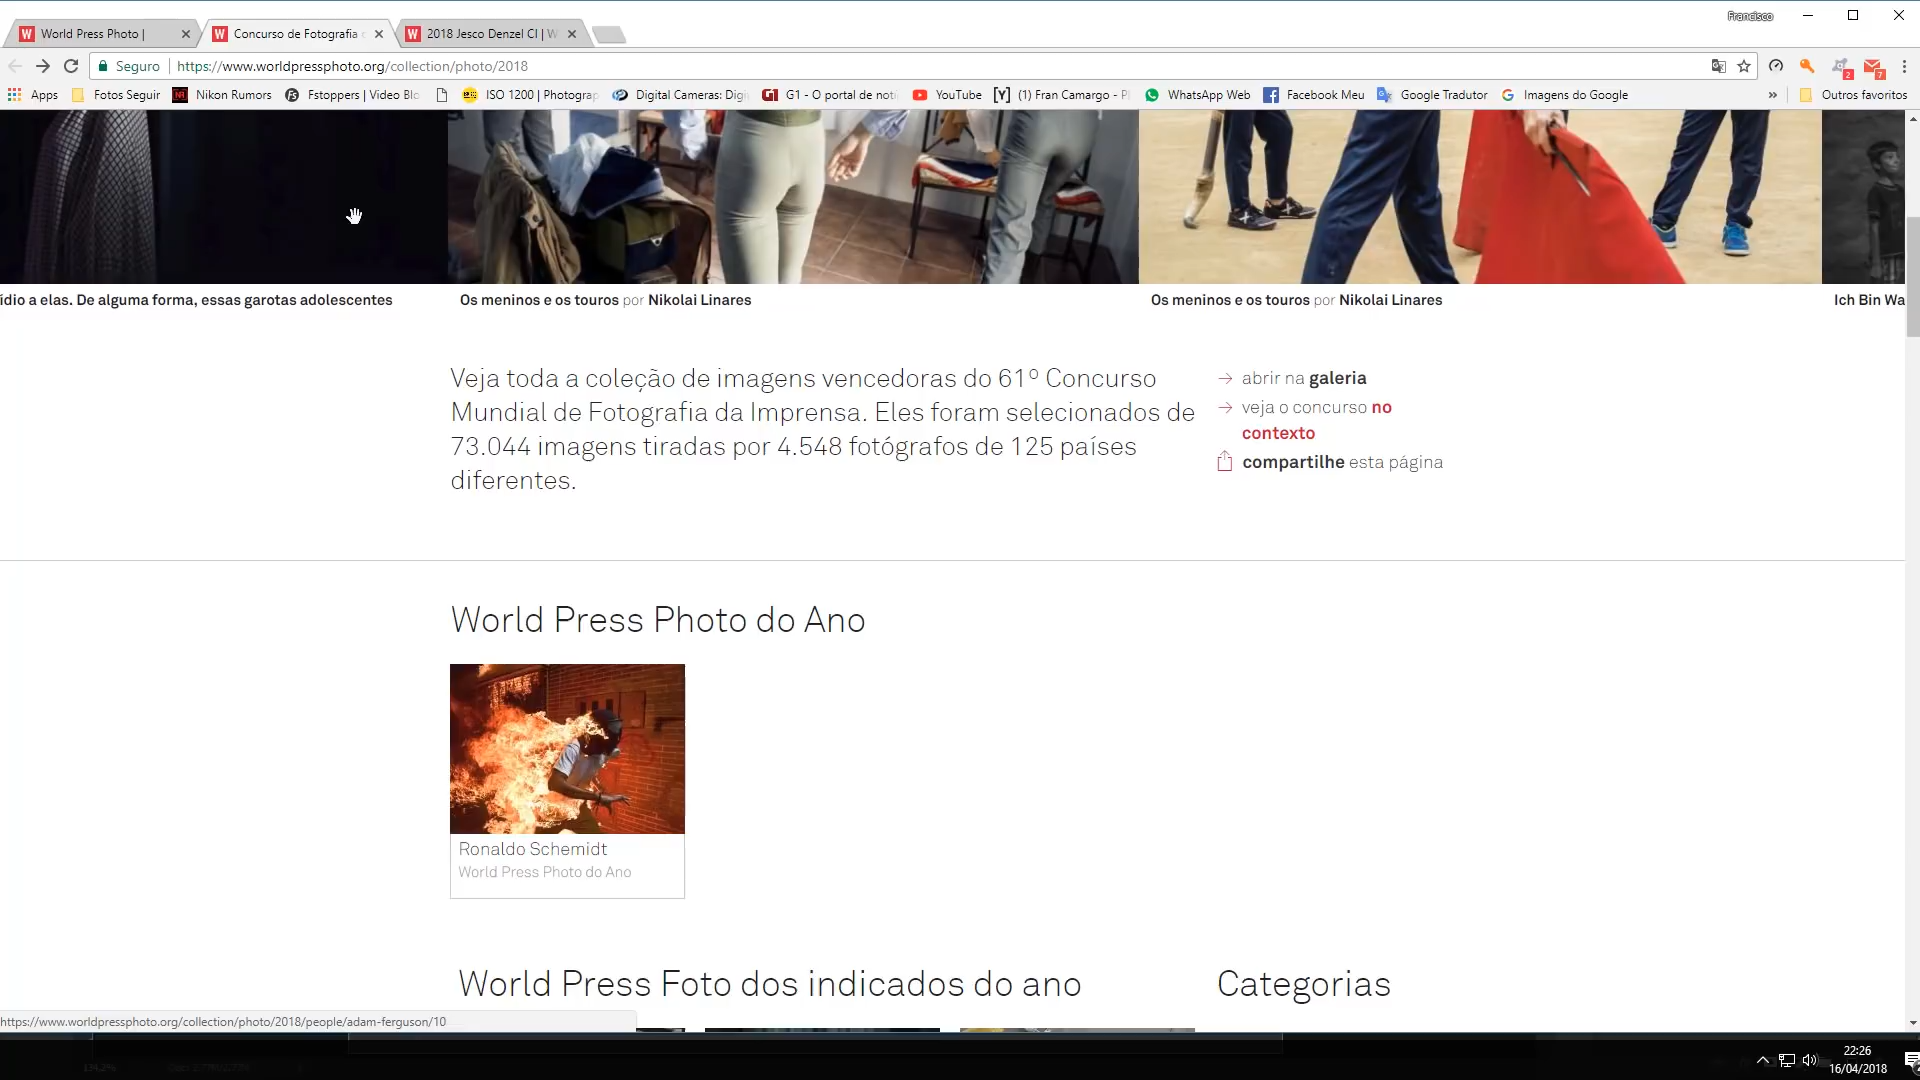 Francisco
World Press Photo |
Concurso de Fotografia
2018 Jesco Denzel CI | W
Seguro | https://www.worldpressphoto.org/collection/photo/2018
2
7
Apps
Fotos Seguir
Nikon Rumors
Fstoppers | Video Blo
ISO 1200 | Photograp
Digital Cameras: Digi
G1 - O portal de notí
YouTube
(1) Fran Camargo - P
WhatsApp Web
Facebook Meu
Google Tradutor
Imagens do Google
»
Outros favoritos
ídio a elas. De alguma forma, essas garotas adolescentes
Os meninos e os touros por Nikolai Linares
Os meninos e os touros por Nikolai Linares
Ich Bin Wa
Veja toda a coleção de imagens vencedoras do 61º Concurso
Mundial de Fotografia da Imprensa. Eles foram selecionados de
73.044 imagens tiradas por 4.548 fotógrafos de 125 países
diferentes.
→ abrir na galeria
→ veja o concurso no
contexto
compartilhe esta página
World Press Photo do Ano
Ronaldo Schemidt
World Press Photo do Ano
World Press Foto dos indicados do ano
Categorias
https://www.worldpressphoto.org/collection/photo/2018/people/adam-ferguson/10
22:26
16/04/2018